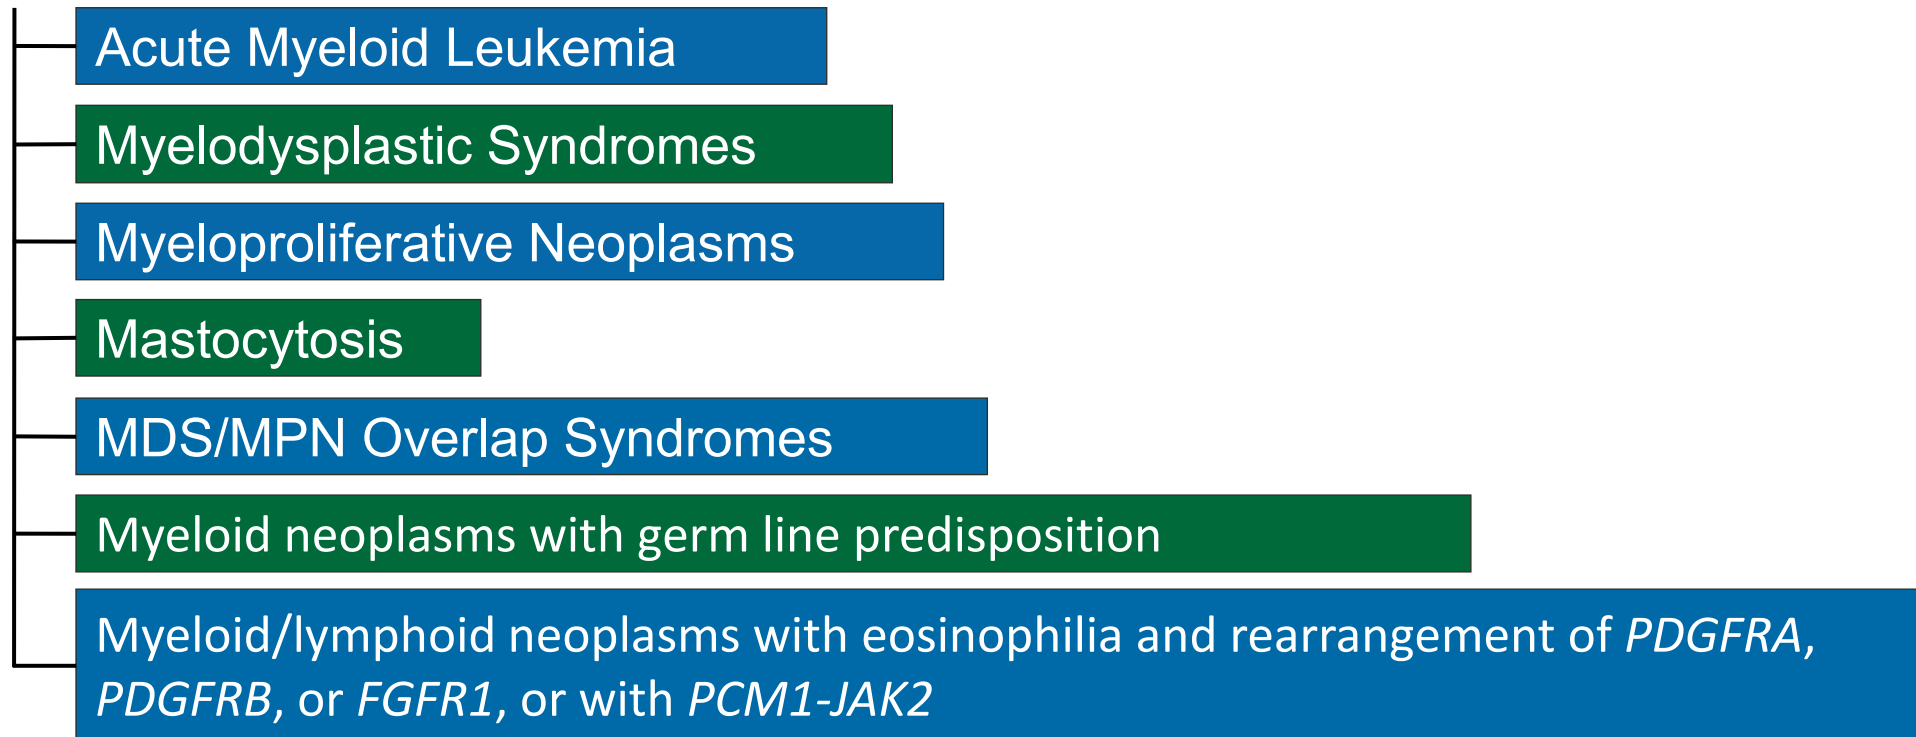 Acute Myeloid Leukemia
Myelodysplastic Syndromes
Myeloproliferative Neoplasms
Mastocytosis
MDS/MPN Overlap Syndromes
Myeloid neoplasms with germ line predisposition
Myeloid/lymphoid neoplasms with eosinophilia and rearrangement of PDGFRA,
PDGFRB, or FGFR1, or with PCM1-JAK2